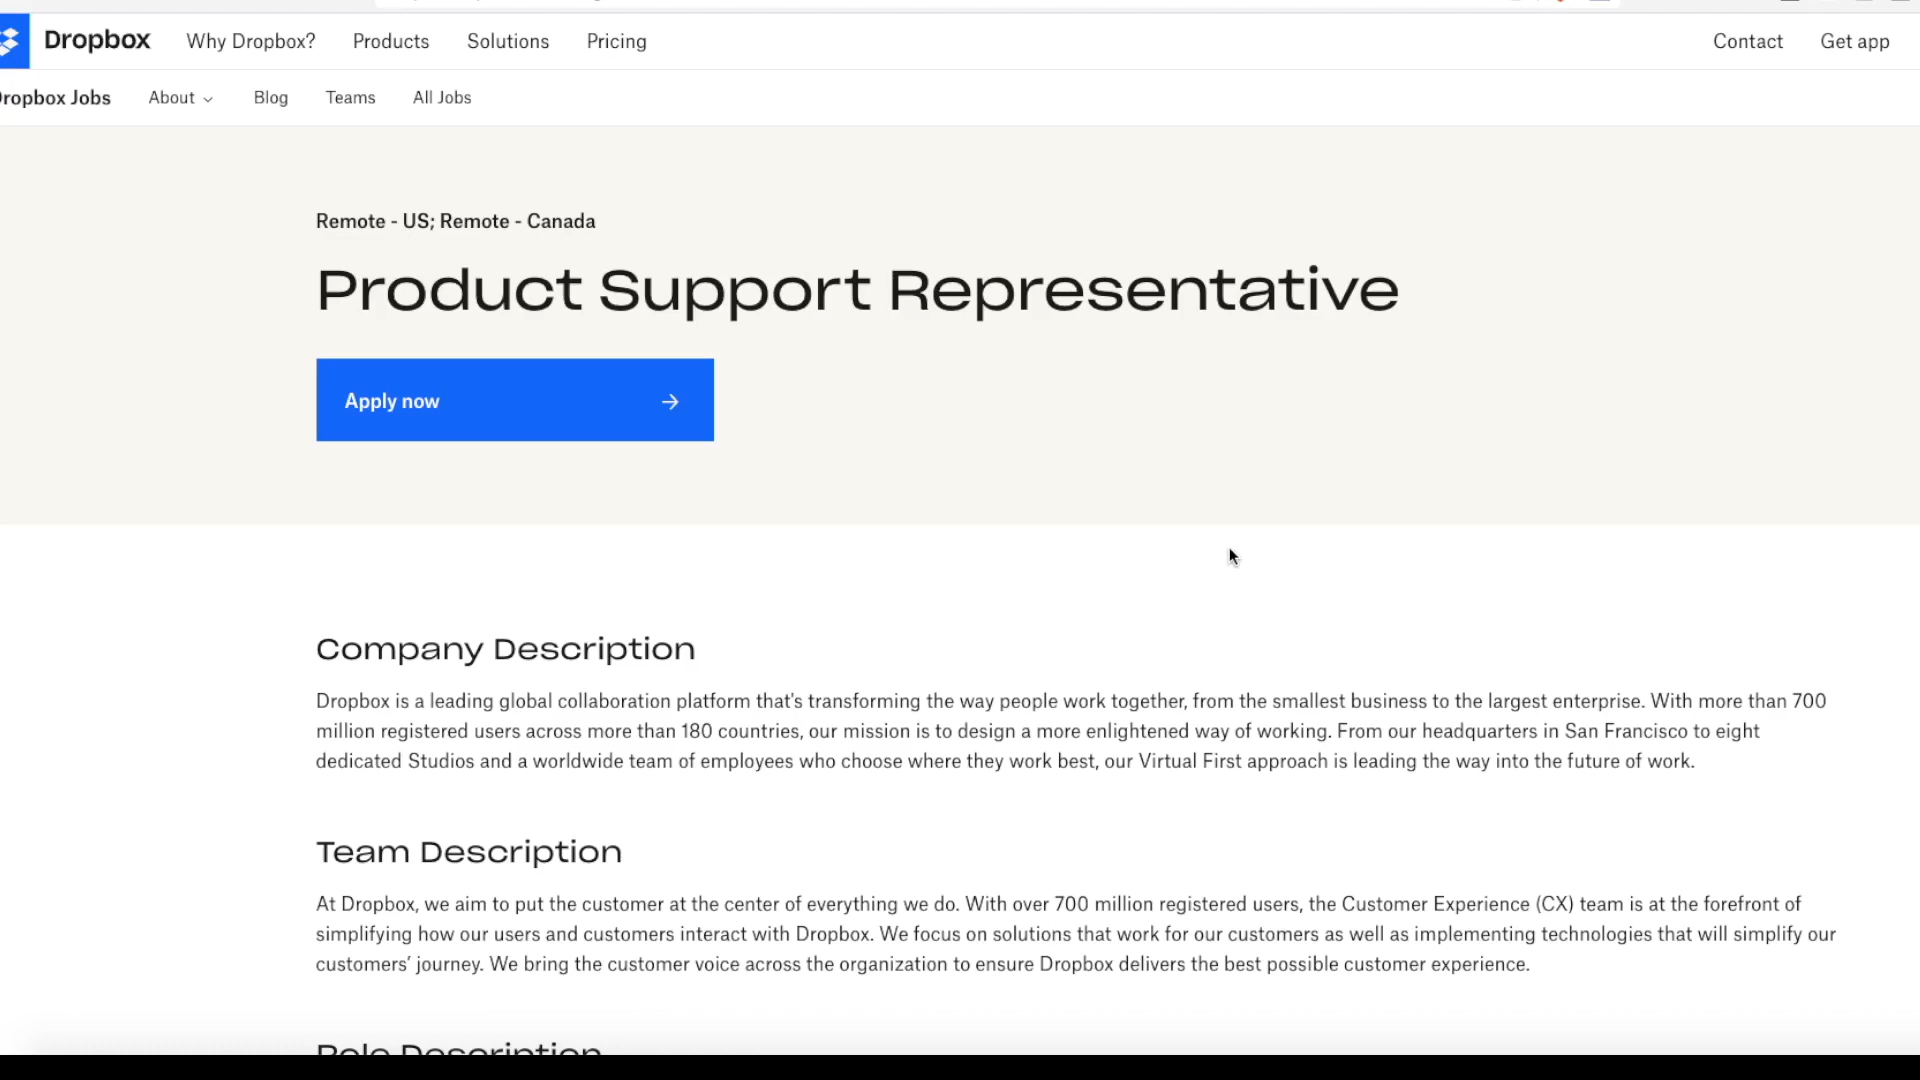 Dropbox Why Dropbox? Products Solutions Pricing Contact Get app
ropbox Jobs About Blog Teams All Jobs
Remote - US; Remote - Canada
Product Support Representative
Apply now
Company Description
Dropbox is a leading global collaboration platform that's transforming the way people work together, from the smallest business to the largest enterprise. With more than 700
million registered users across more than 180 countries, our mission is to design a more enlightened way of working. From our headquarters in San Francisco to eight
dedicated Studios and a worldwide team of employees who choose where they work best, our Virtual First approach is leading the way into the future of work.
Team Description
At Dropbox, we aim to put the customer at the center of everything we do. With over 700 million registered users, the Customer Experience (CX) team is at the forefront of
simplifying how our users and customers interact with Dropbox. We focus on solutions that work for our customers as well as implementing technologies that will simplify our
customers’ journey. We bring the customer voice across the organization to ensure Dropbox delivers the best possible customer experience.
Role Description